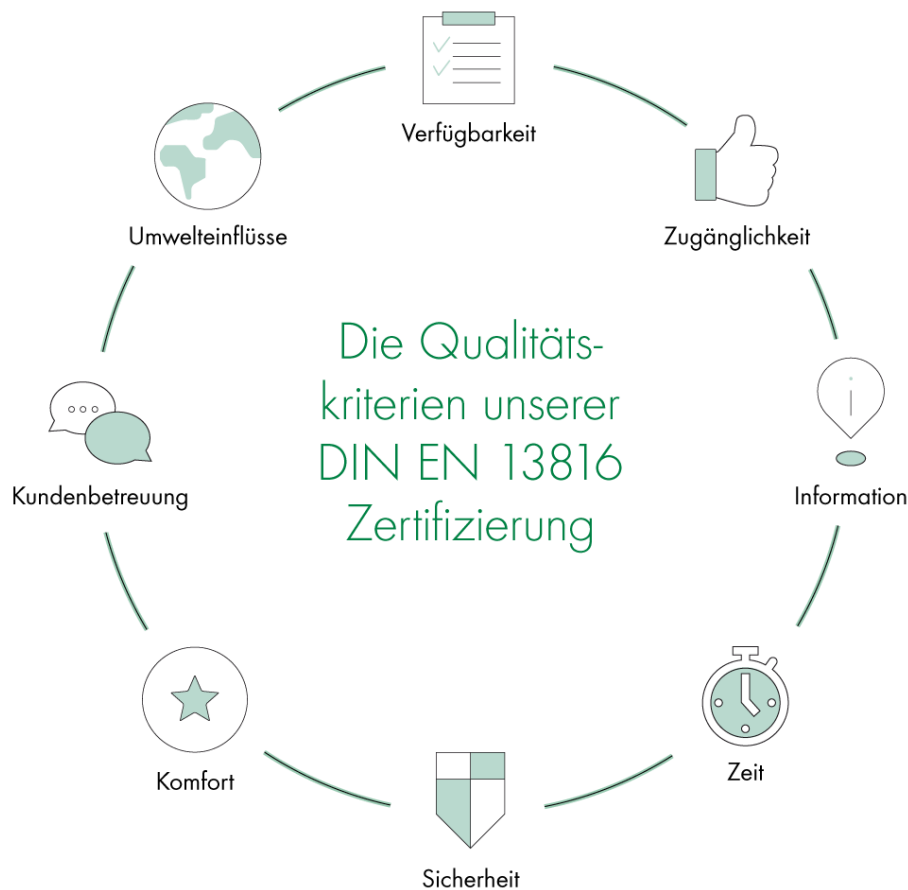 Verfügbarkeit
Umwelteinflüsse
Zugänglichkeit
Die Qualitäts-
kriterien unserer
DIN EN 13816
Zertifizierung
Kundenbetreuung
Information
Komfort
Zeit
Sicherheit